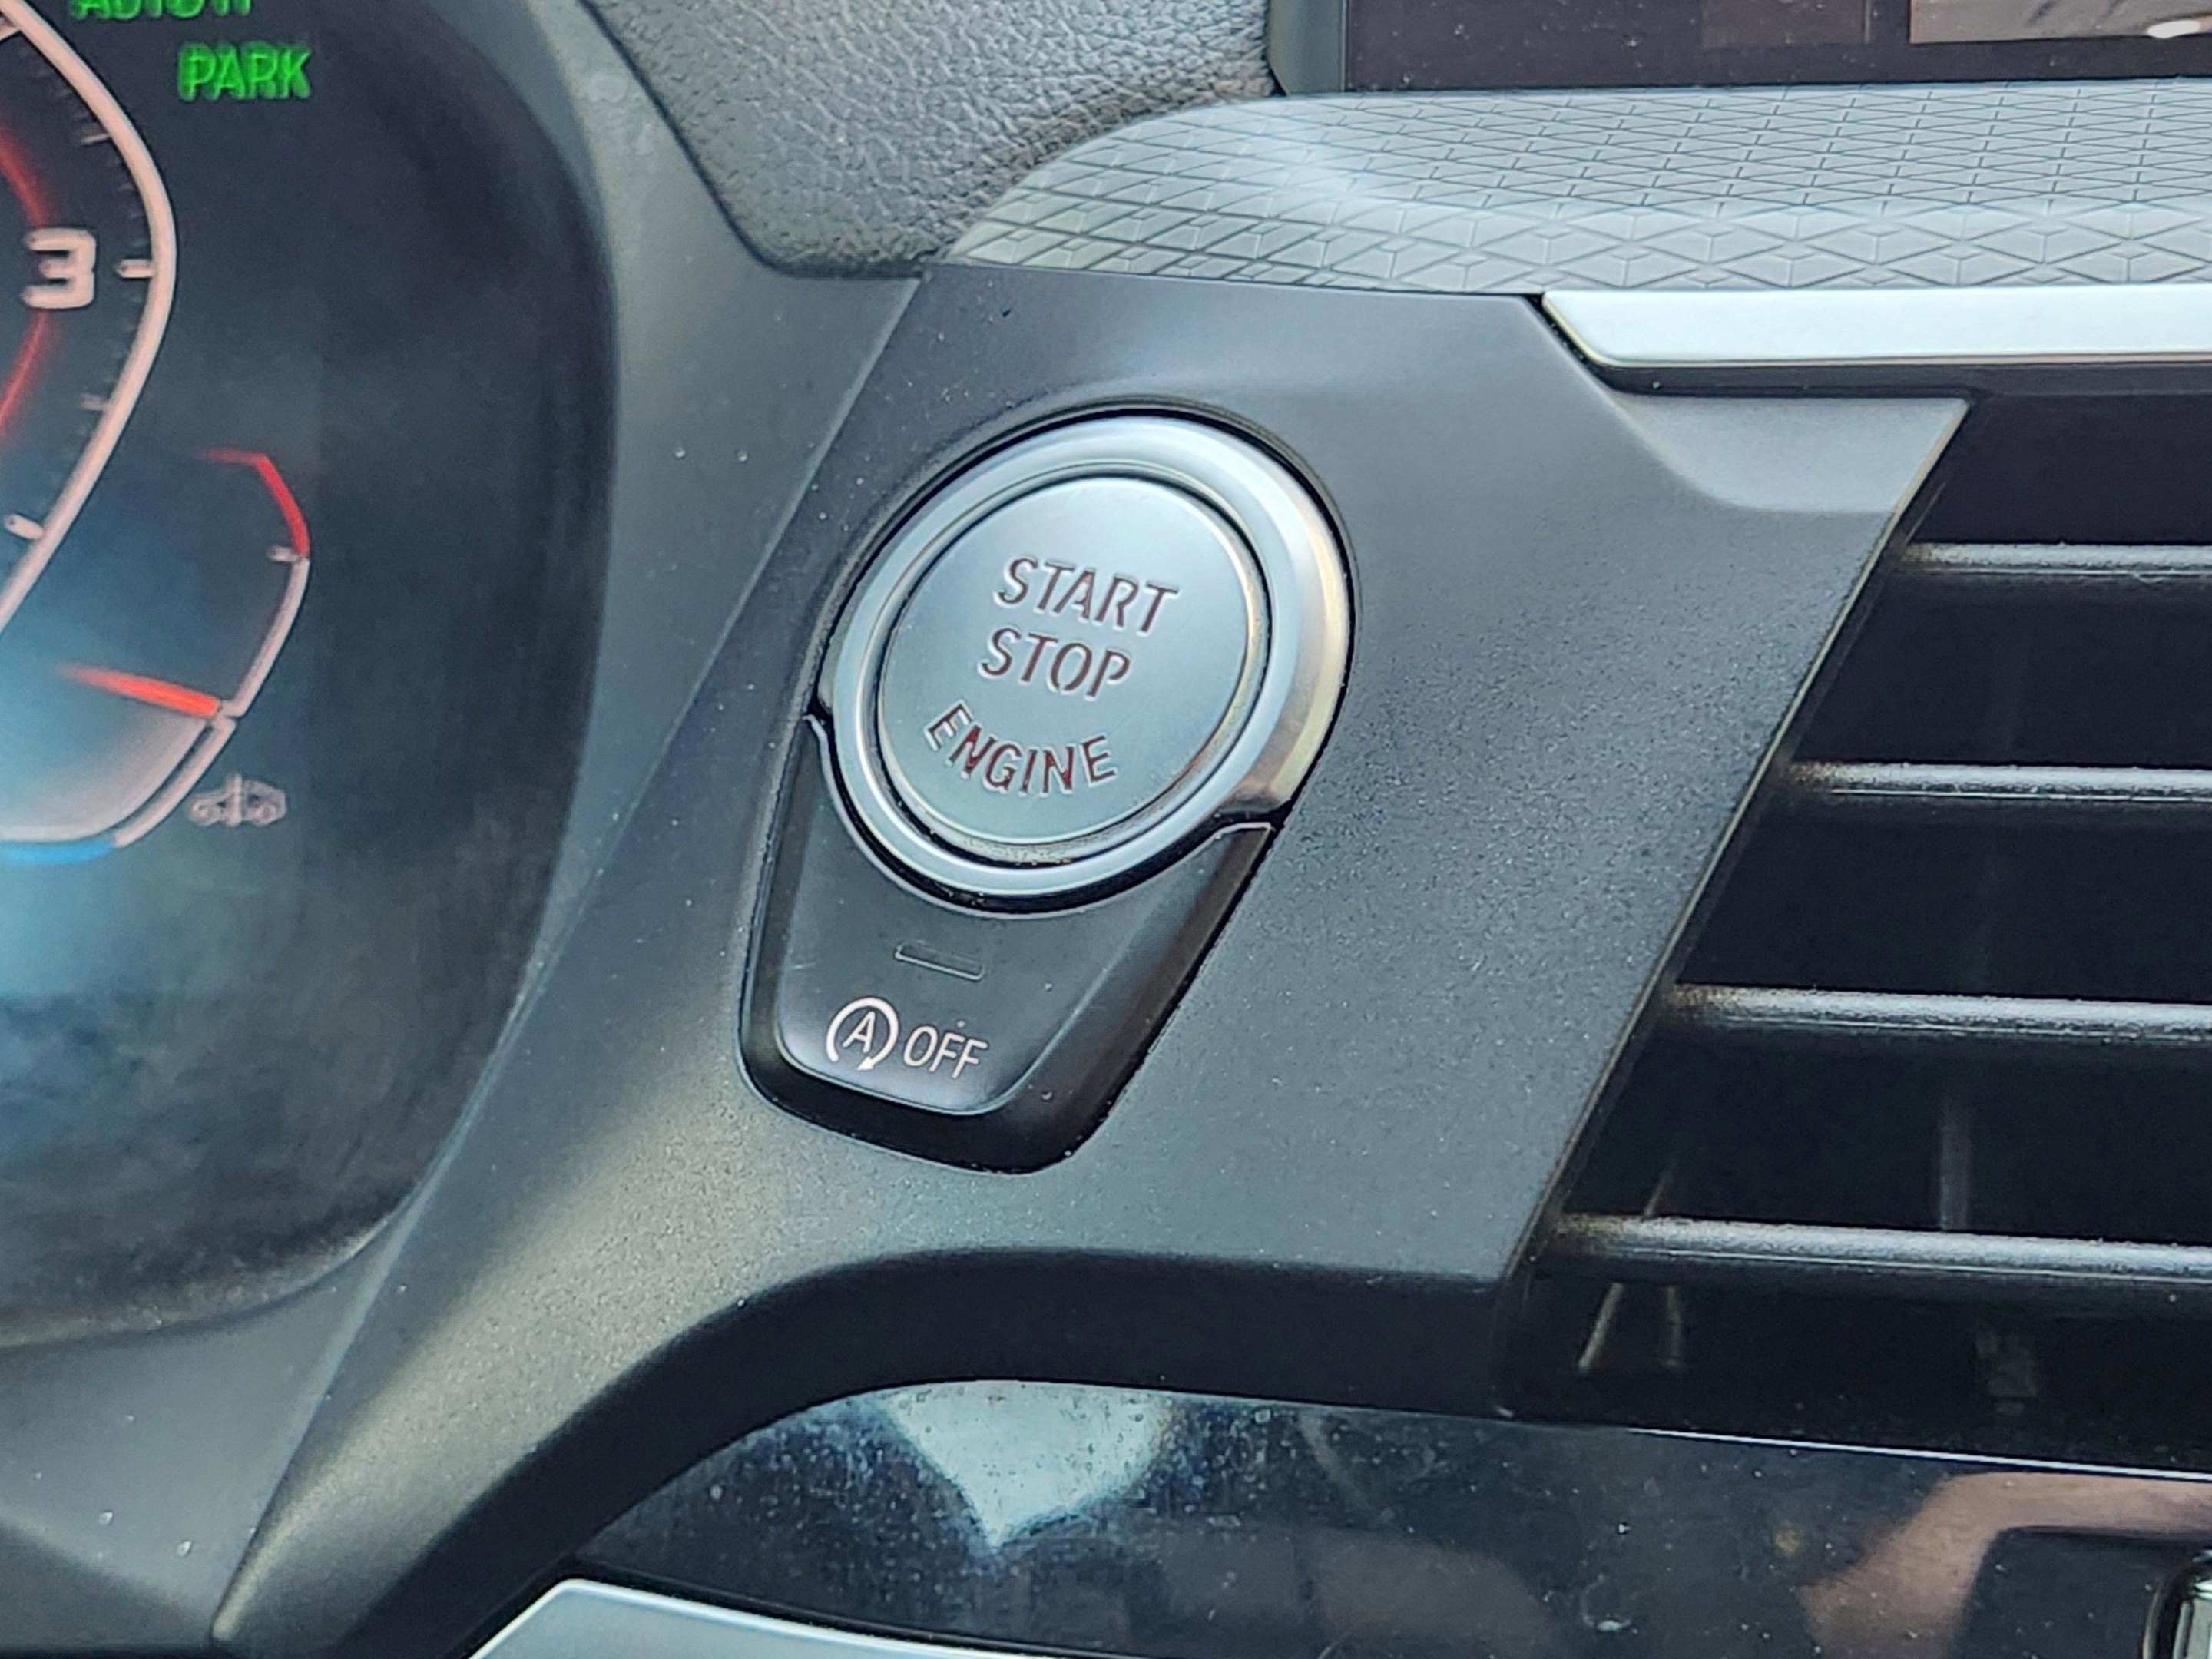 PARK
3
START
STOP
ENGINE
A OFF